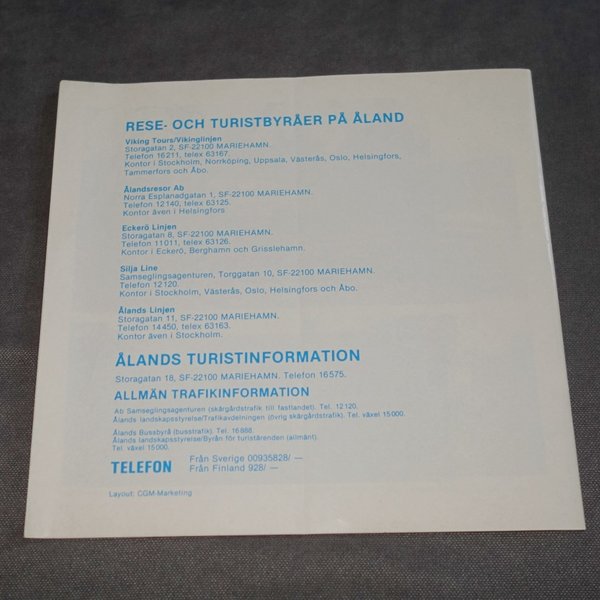 RESE- OCH TURISTBYRÅER PÅ ÅLAND
Viking Tours/Vikinglinjen
Storagatan 2, SF-22100 MARIEHAMN.
Telefon 16211, telex 63167.
Kontor i Stockholm, Norrköping, Uppsala, Västerås, Oslo, Helsingfors,
Tammerfors och Åbo.
Ålandsresor Ab
Norra Esplanadgatan 1, SF-22100 MARIEHAMN.
Telefon 12140, telex 63125.
Kontor även i Helsingfors
Eckerö Linjen
Storagatan 8, SF-22100 MARIEHAMN.
Telefon 11011, telex 63126.
Kontor i Eckerö, Berghamn och Grisslehamn.
Silja Line
Samseglingsagenturen, Torggatan 10, SF-22100 MARIEHAMN.
Telefon 12120.
Kontor i Stockholm, Västerås, Oslo, Helsingfors och Åbo.
Ålands Linjen
Storagatan 11, SF-22100 MARIEHAMN.
Telefon 14450, telex 63163.
Kontor även i Stockholm.
ÅLANDS TURISTINFORMATION
Storagatan 18, SF-22100 MARIEHAMN. Telefon 16575.
ALLMÄN TRAFIKINFORMATION
Ab Samseglingsagenturen (skärgårdstrafik till fastlandet). Tel. 12120.
Ålands landskapsstyrelse/Trafikavdelningen (övrig skärgårdstrafik). Tel. växel 15000.
Ålands Bussbyrå (busstrafik). Tel. 16888
Ålands landskapsstyrelse/Byrån för turistärenden (allmänt).
Tel. växel 15000.
TELEFON Från Sverige 00935828/ —
Från Finland 928/ —
Layout: CGM-Marketing